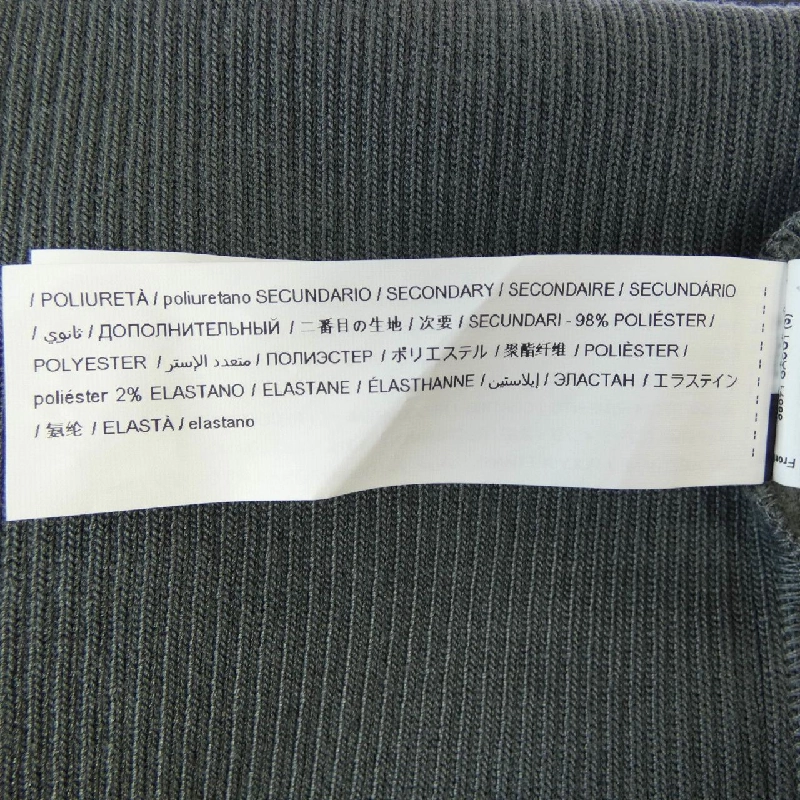 / POLIURETÀ / poliuretano SECUNDARIO / SECONDARY / SECONDAIRE / SECUNDÁRIO
/ ثانوي / ДОПОЛНИТЕЛЬНЫЙ / 二番目の生地 / 次要 / SECUNDARI - 98% POLIÉSTER /
POLYESTER / متعدد الإستر / ПОЛИЭСТЕР / ポリエステル / 聚酯纤维 / POLIÈSTER /
poliéster 2% ELASTANO / ELASTANE / ÉLASTHANNE / إيلاستين / ЭЛАСТАН / エラステイン
/ 氨纶 / ELASTÀ / elastano